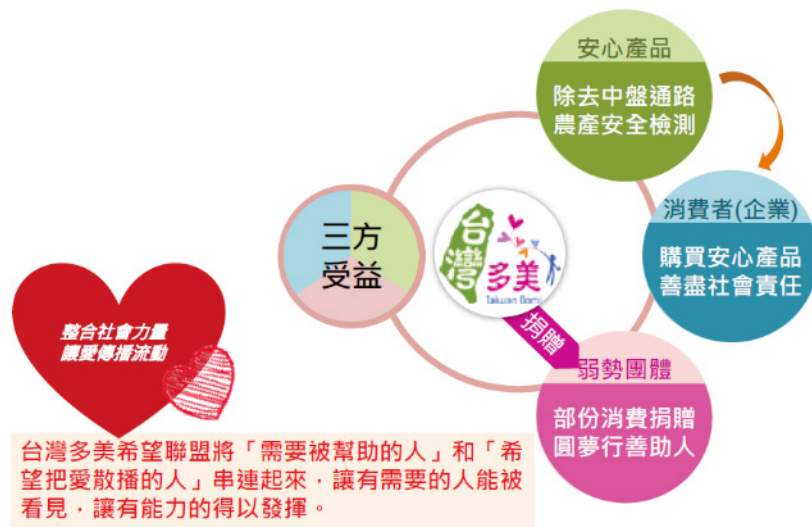 安心產品
除去中盤通路
農產安全檢測
消費者(企業)
購買安心產品
善盡社會責任
三方
受益
台灣
多美
Taiwan Domi
捐贈
弱勢團體
部份消費捐贈
圓夢行善助人
整合社會力量
讓愛傳播流動
台灣多美希望聯盟將「需要被幫助的人」和「希
望把愛散播的人」串連起來，讓有需要的人能被
看見，讓有能力的得以發揮。